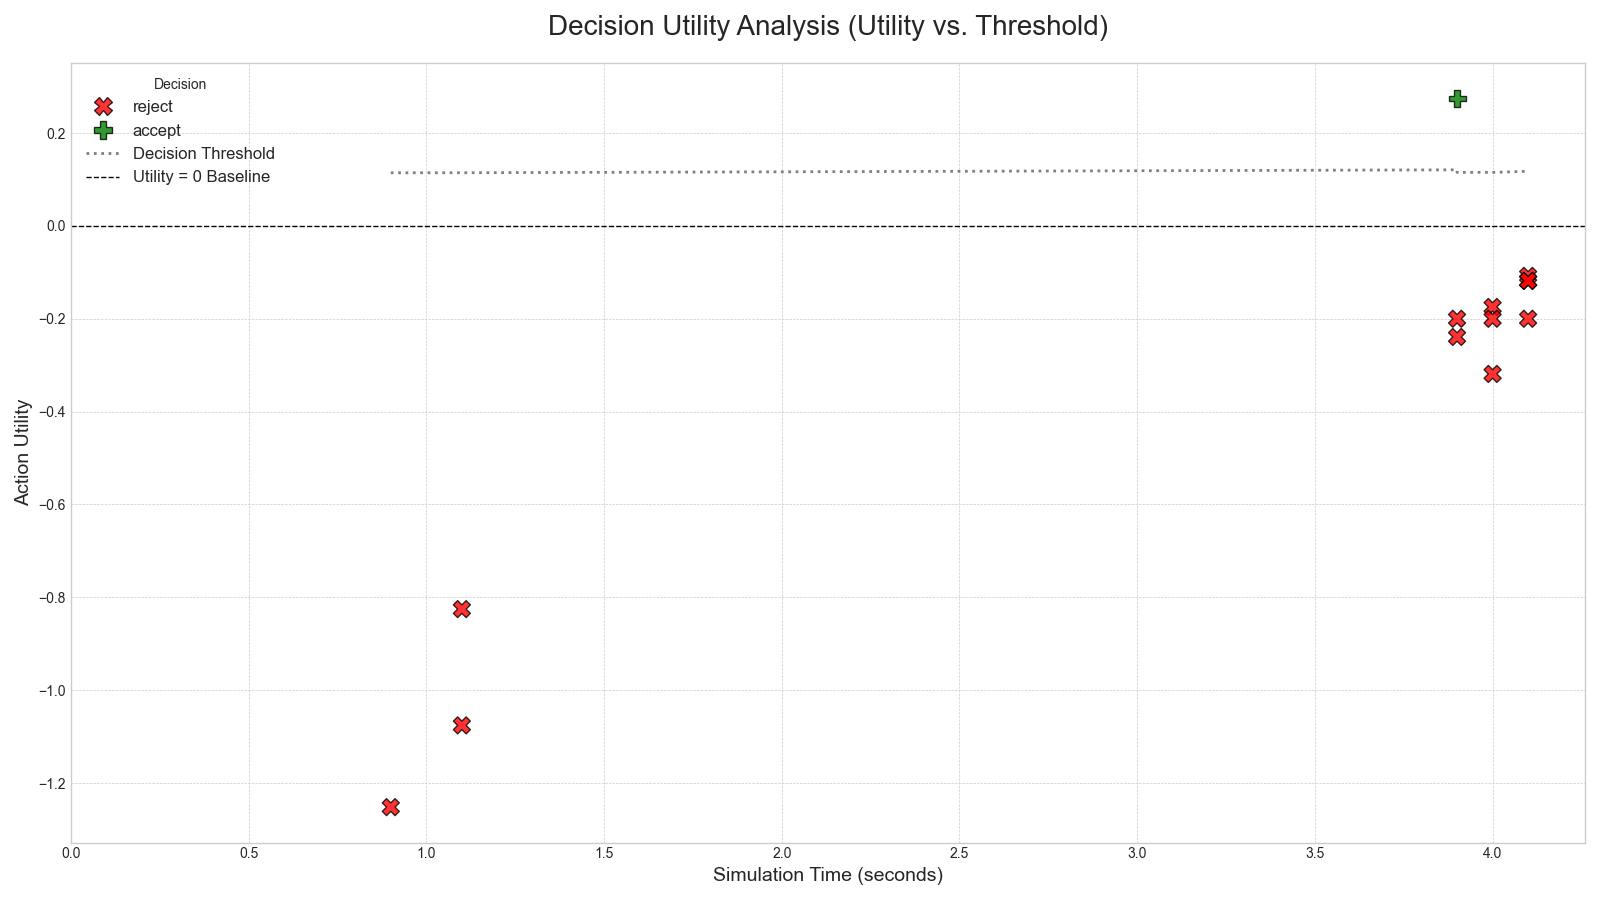 Decision Utility Analysis (Utility vs. Threshold)
Decision
reject
accept
Decision Threshold
Utility = 0 Baseline
Action Utility
0.2
0.0
−0.2
−0.4
−0.6
−0.8
−1.0
−1.2
0.0 0.5 1.0 1.5 2.0 2.5 3.0 3.5 4.0
Simulation Time (seconds)